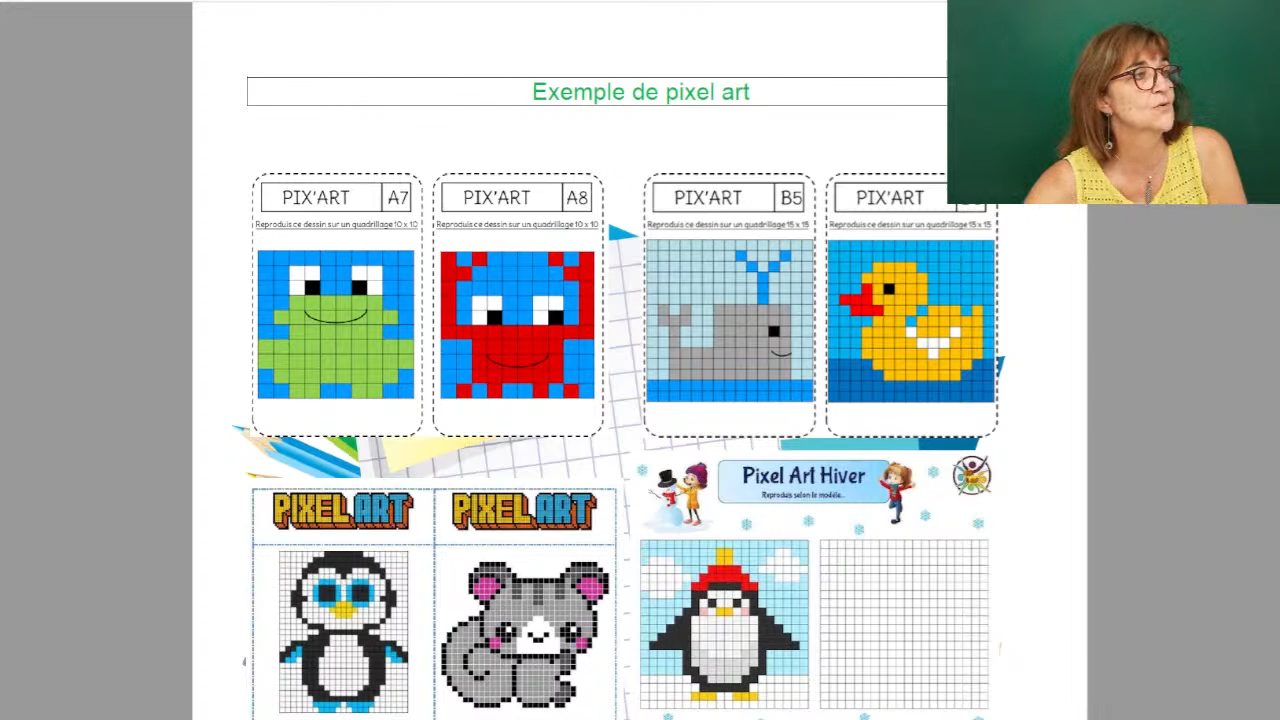 Exemple de pixel art
PIX'ART A7
Reproduis ce dessin sur un quadrillage 10 x 10
PIX'ART A8
Reproduis ce dessin sur un quadrillage 10 x 10
PIX'ART B5
Reproduis ce dessin sur un quadrillage 15 x 15
PIX'ART
Reproduis ce dessin sur un quadrillage 15 x 15
PIXEL ART
PIXEL ART
Pixel Art Hiver
Reproduis selon le modèle...